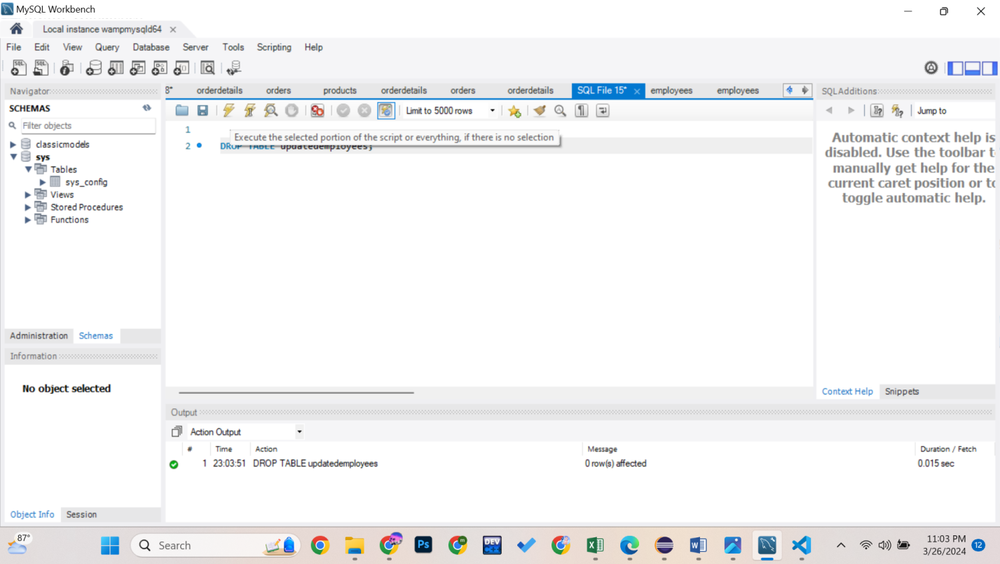 MySQL Workbench
Local instance wampmysqld64
File Edit View Query Database Server Tools Scripting Help
Navigator
SCHEMAS
Filter objects
classicmodels
sys
Tables
sys_config
Views
Stored Procedures
Functions
Administration Schemas
Information
No object selected
Object Info Session
8* orderdetails orders products orderdetails orders orderdetails SQL File 15* employees employees
Limit to 5000 rows
1
Execute the selected portion of the script or everything, if there is no selection
2 DROP TABLE updatedemployees;
SQLAdditions
Jump to
Automatic context help is
disabled. Use the toolbar
manually get help for the
current caret position or to
toggle automatic help.
Context Help Snippets
Output
Action Output
# Time Action Message Duration / Fetch
1 23:03:51 DROP TABLE updatedemployees 0 row(s) affected 0.015 sec
87°
Search
Ps
m
DEV
C++
11:03 PM
3/26/2024
12